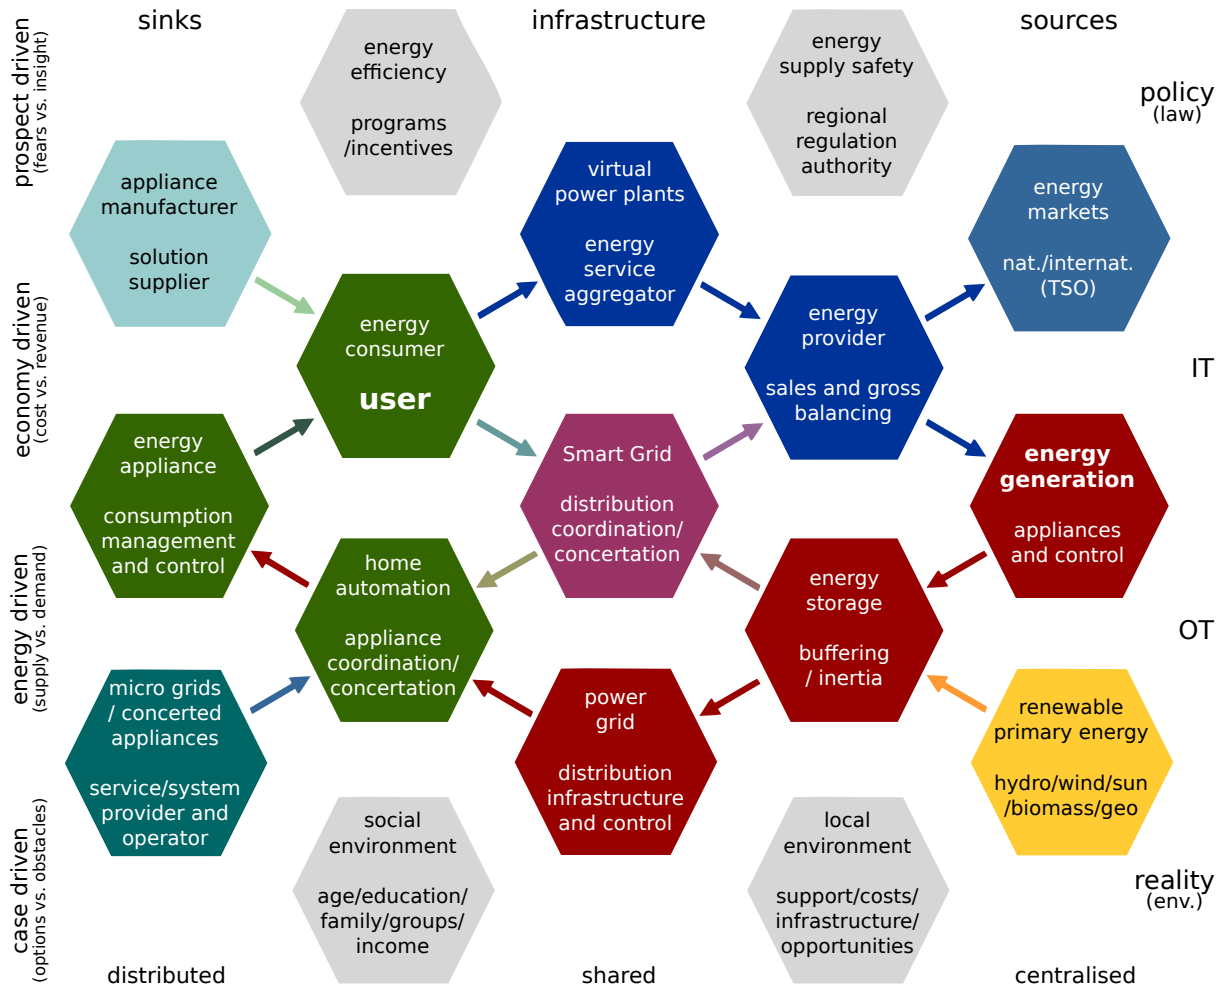 sinks
infrastructure
sources
prospect driven
(fears vs. insight)
economy driven
(cost vs. revenue)
energy driven
(supply vs. demand)
case driven
(options vs. obstacles)
policy
(law)
IT
OT
reality
(env.)
energy
efficiency
programs
/incentives
energy
supply safety
regional
regulation
authority
appliance
manufacturer
solution
supplier
virtual
power plants
energy
service
aggregator
energy
markets
nat./internat.
(TSO)
energy
consumer
user
energy
provider
sales and gross
balancing
energy
appliance
consumption
management
and control
Smart Grid
distribution
coordination/
concertation
energy
generation
appliances
and control
home
automation
appliance
coordination/
concertation
energy
storage
buffering
/ inertia
micro grids
/ concerted
appliances
service/system
provider and
operator
power
grid
distribution
infrastructure
and control
renewable
primary energy
hydro/wind/sun
/biomass/geo
social
environment
age/education/
family/groups/
income
local
environment
support/costs/
infrastructure/
opportunities
distributed
shared
centralised